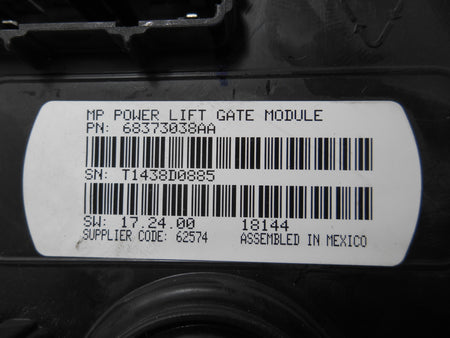 MP POWER LIFT GATE MODULE
PN: 68373038AA
SN: T1438D0885
SW: 17.24.00 18144
SUPPLIER CODE: 62574 ASSEMBLED IN MEXICO